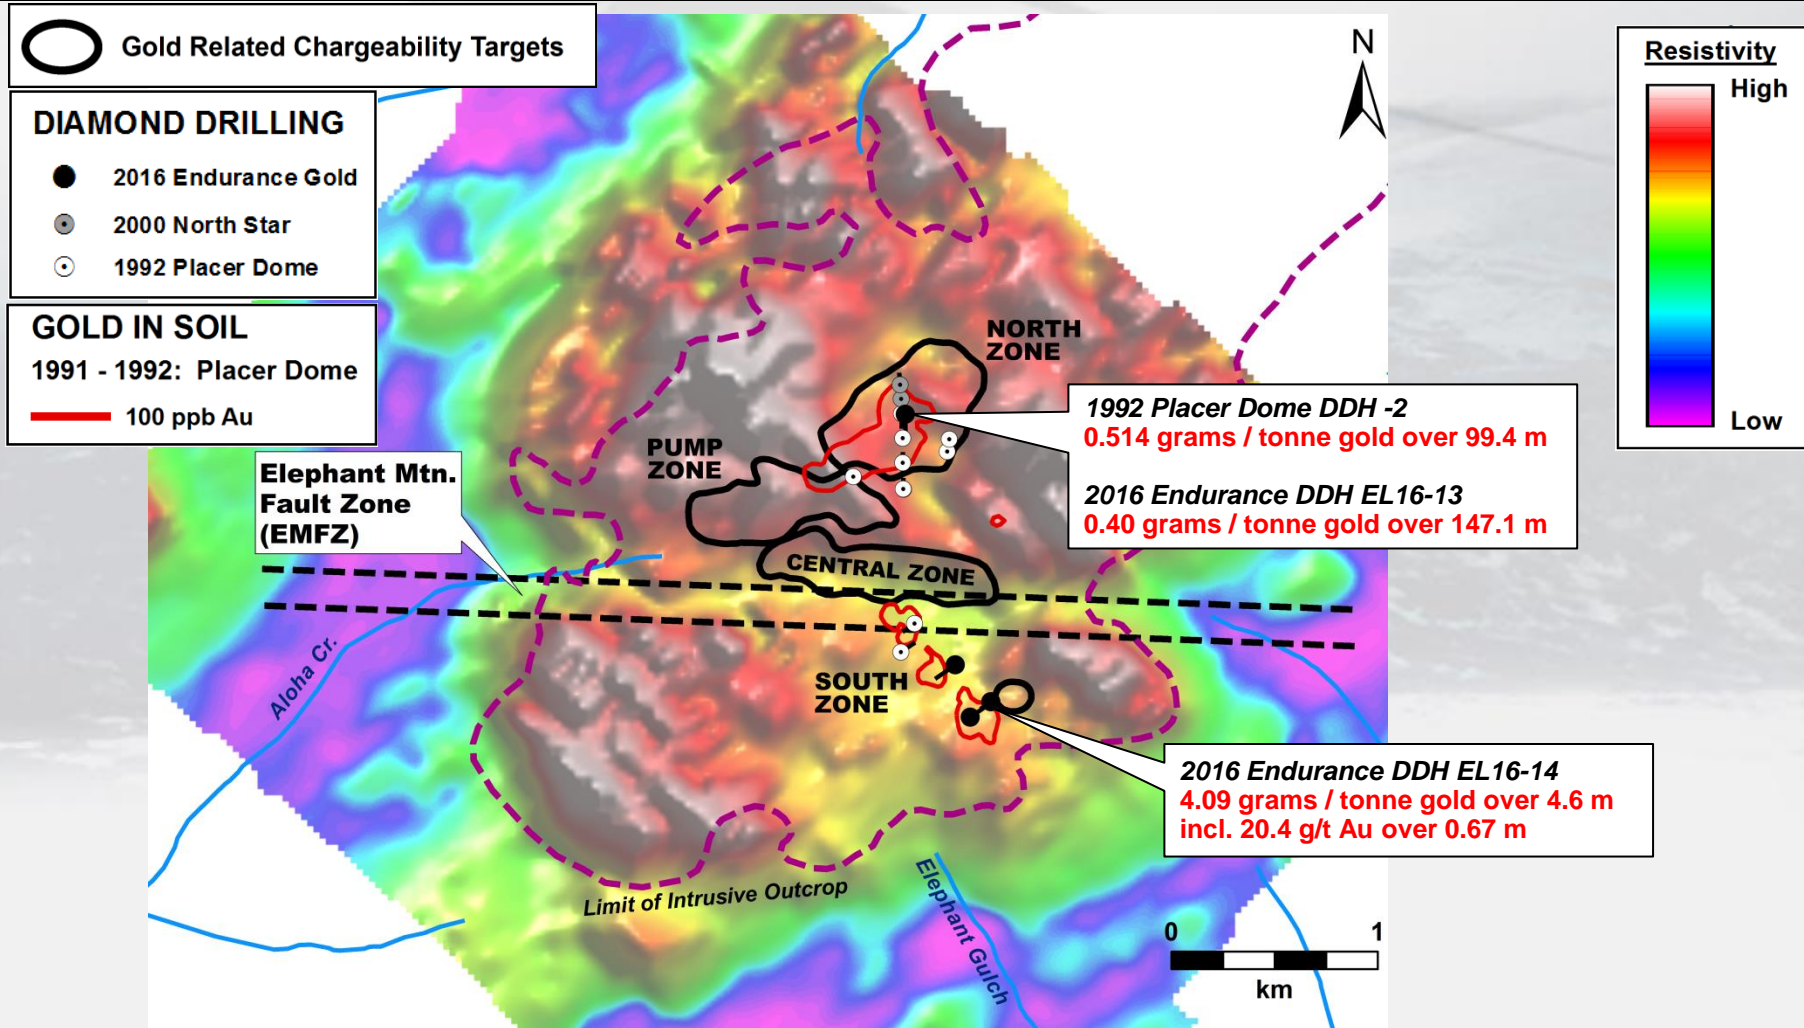 Gold Related Chargeability Targets
DIAMOND DRILLING
2016 Endurance Gold
2000 North Star
1992 Placer Dome
GOLD IN SOIL
1991 - 1992: Placer Dome
100 ppb Au
N
Resistivity
High
Low
NORTH
ZONE
PUMP
ZONE
1992 Placer Dome DDH -2
0.514 grams / tonne gold over 99.4 m
2016 Endurance DDH EL16-13
0.40 grams / tonne gold over 147.1 m
Elephant Mtn.
Fault Zone
(EMFZ)
CENTRAL ZONE
Aloha Cr.
SOUTH
ZONE
2016 Endurance DDH EL16-14
4.09 grams / tonne gold over 4.6 m
incl. 20.4 g/t Au over 0.67 m
Limit of Intrusive Outcrop
Elephant Gulch
0 1
km